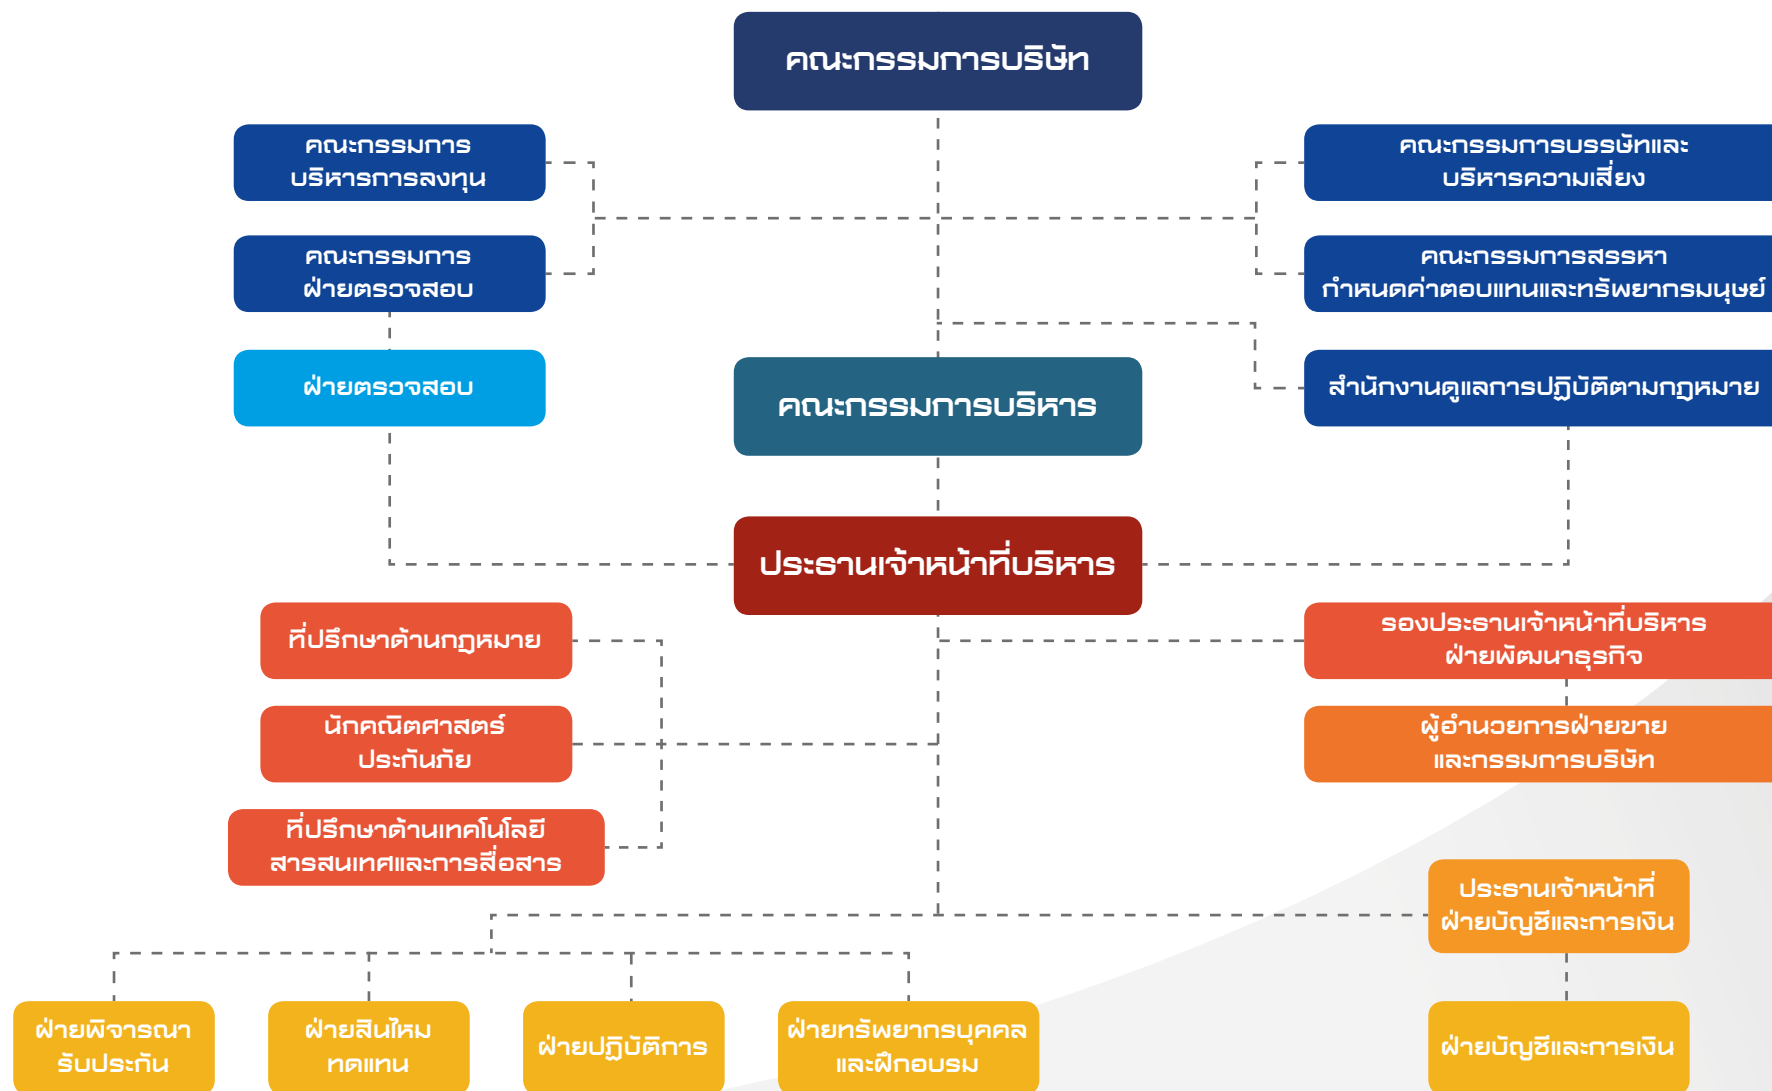 คณะกรรมการบริษัท
คณะกรรมการ
บริหารการลงทุน
คณะกรรมการบรรษัทและ
บริหารความเสี่ยง
คณะกรรมการ
ฝ่ายตรวจสอบ
คณะกรรมการสรรหา
กำหนดค่าตอบแทนและทรัพยากรมนุษย์
ฝ่ายตรวจสอบ
คณะกรรมการบริหาร
สำนักงานดูแลการปฏิบัติตามกฎหมาย
ประธานเจ้าหน้าที่บริหาร
ที่ปรึกษาด้านกฎหมาย
รองประธานเจ้าหน้าที่บริหาร
ฝ่ายพัฒนาธุรกิจ
นักคณิตศาสตร์
ประกันภัย
ผู้อำนวยการฝ่ายขาย
และกรรมการบริษัท
ที่ปรึกษาด้านเทคโนโลยี
สารสนเทศและการสื่อสาร
ประธานเจ้าหน้าที่
ฝ่ายบัญชีและการเงิน
ฝ่ายพิจารณา
รับประกัน
ฝ่ายสินไหม
ทดแทน
ฝ่ายปฏิบัติการ
ฝ่ายทรัพยากรบุคคล
และฝึกอบรม
ฝ่ายบัญชีและการเงิน